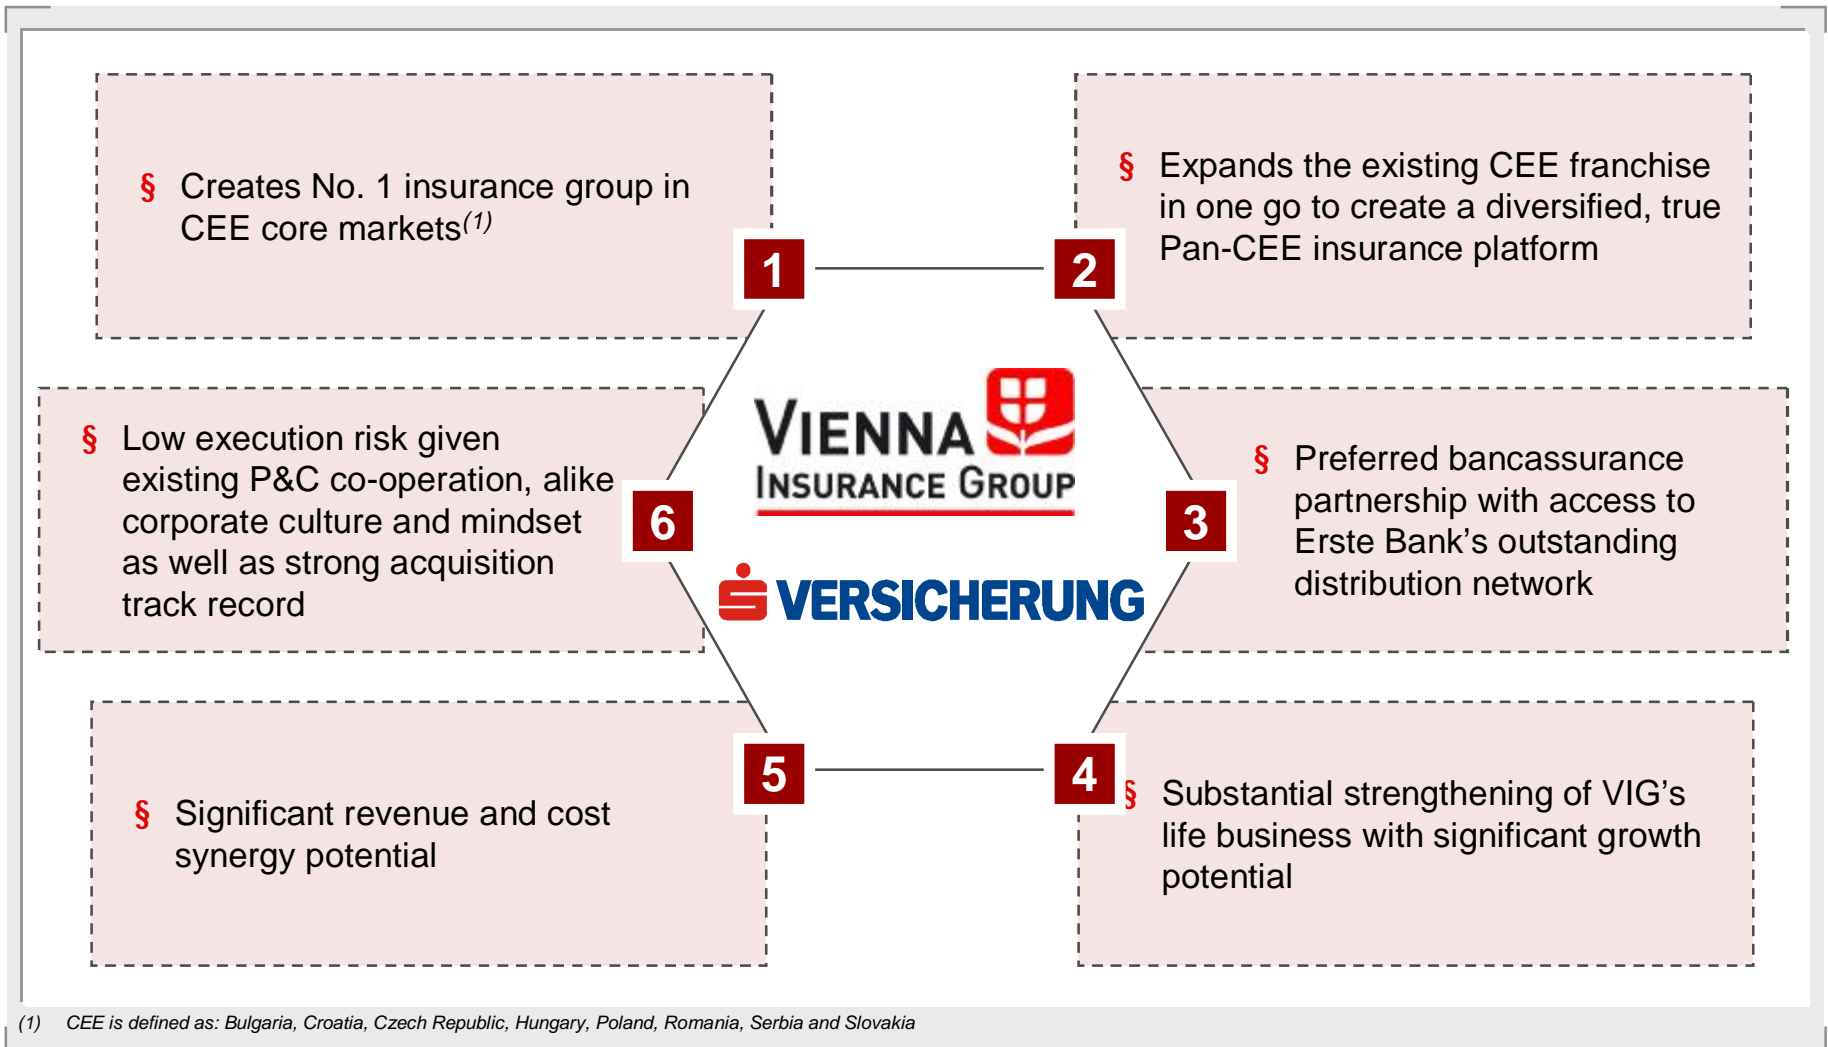 § Creates No. 1 insurance group in
CEE core markets(1)
1
§ Expands the existing CEE franchise
in one go to create a diversified, true
Pan-CEE insurance platform
2
§ Preferred bancassurance
partnership with access to
Erste Bank’s outstanding
distribution network
3
§ Substantial strengthening of VIG’s
life business with significant growth
potential
4
§ Significant revenue and cost
synergy potential
5
§ Low execution risk given
existing P&C co-operation, alike
corporate culture and mindset
as well as strong acquisition
track record
6
VIENNA
INSURANCE GROUP
S VERSICHERUNG
(1) CEE is defined as: Bulgaria, Croatia, Czech Republic, Hungary, Poland, Romania, Serbia and Slovakia